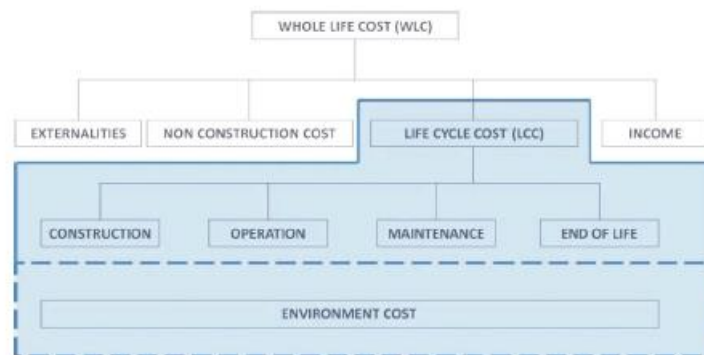 WHOLE LIFE COST (WLC)
EXTERNALITIES
NON CONSTRUCTION COST
LIFE CYCLE COST (LCC)
INCOME
CONSTRUCTION
OPERATION
MAINTENANCE
END OF LIFE
ENVIRONMENT COST